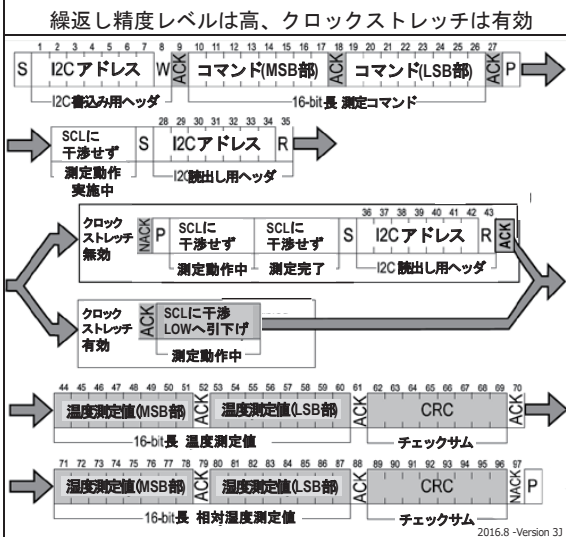 繰返し精度レベルは高、クロックストレッチは有効
1 2 3 4 5 6 7 8 9 10 11 12 13 14 15 16 17 18 19 20 21 22 23 24 25 26 27
S I2Cアドレス W ACK コマンド(MSB部) ACK コマンド(LSB部) ACK P
I2C書込み用ヘッダ 16-bit長 測定コマンド
28 29 30 31 32 33 34 35
SCLに
干渉せず S I2Cアドレス R
測定動作
実施中 I2C読出し用ヘッダ
36 37 38 39 40 41 42 43
クロック
ストレッチ
無効
NACK P SCLに
干渉せず SCLに
干渉せず S I2Cアドレス R ACK
測定動作中 測定完了 I2C読出し用ヘッダ
クロック
ストレッチ
有効
ACK SCLに干渉
LOWへ引下げ
測定動作中
44 45 46 47 48 49 50 51 52 53 54 55 56 57 58 59 60 61 62 63 64 65 66 67 68 69 70
温度測定値(MSB部) ACK 温度測定値(LSB部) ACK CRC ACK
16-bit長 温度測定値 チェックサム
71 72 73 74 75 76 77 78 79 80 81 82 83 84 85 86 87 88 89 90 91 92 93 94 95 96 97
湿度測定値(MSB部) ACK 湿度測定値(LSB部) ACK CRC NACK P
16-bit長 相対湿度測定値 チェックサム
2016.8 -Version 3J